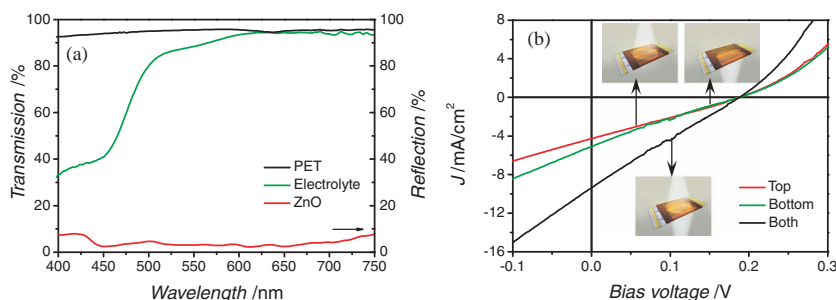 (a)
Transmission /%
100
80
60
40
20
0
PET
Electrolyte
ZnO
100
80
60
40
20
0
Reflection /%
400 450 500 550 600 650 700 750
Wavelength /nm
(b)
J /mA/cm²
8
4
0
-4
-8
-12
-16
Top
Bottom
Both
-0.1 0.0 0.1 0.2 0.3
Bias voltage /V